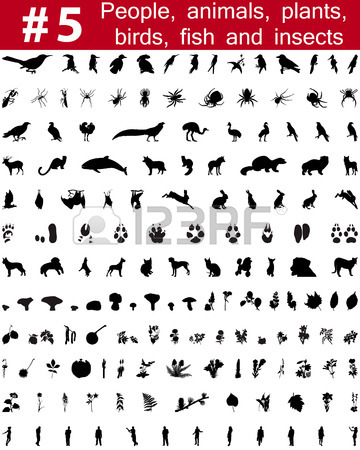 #5 People, animals, plants,
birds, fish and insects
123RF